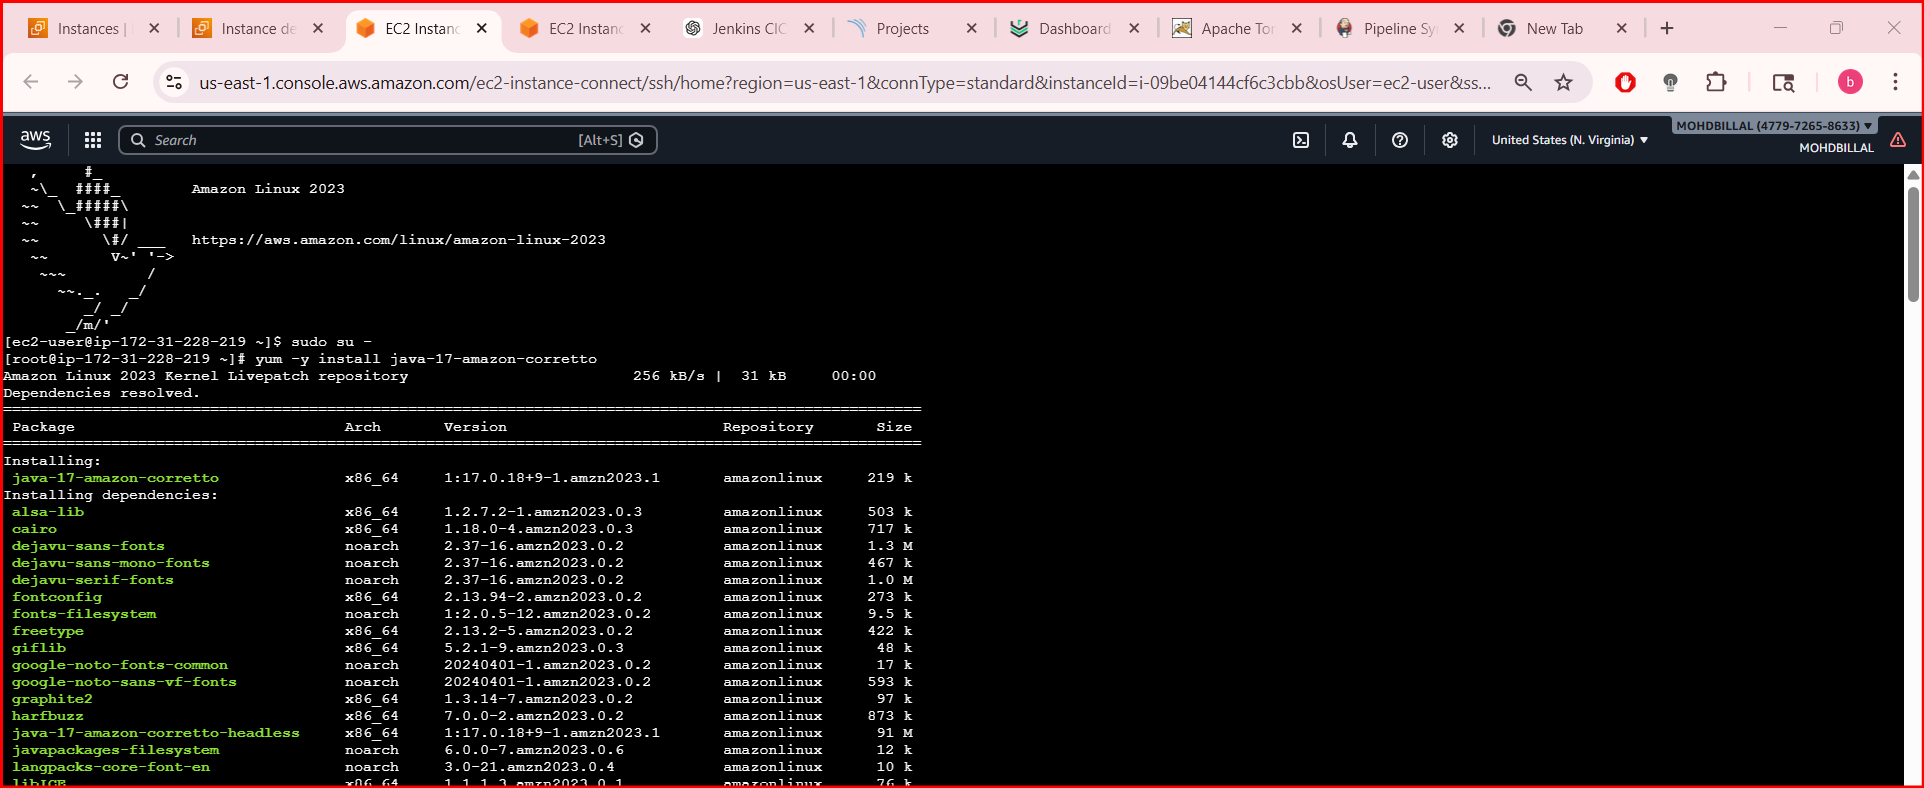 Instances |
Instance de
EC2 Instanc
EC2 Instanc
Jenkins CIC
Projects
Dashboard
Apache Tom
Pipeline Sy
New Tab
us-east-1.console.aws.amazon.com/ec2-instance-connect/ssh/home?region=us-east-1&connType=standard&instanceId=i-09be04144cf6c3cbb&osUser=ec2-user&ss...
b
aws
Search
[Alt+S]
United States (N. Virginia)
MOHDBILLAL (4779-7265-8633)
MOHDBILLAL
   ,     #_
   ~\_  ####_        Amazon Linux 2023
  ~~  \_#####\
  ~~     \###|
  ~~       \#/ ___   https://aws.amazon.com/linux/amazon-linux-2023
   ~~       V~' '->
    ~~~         /
      ~~._.   _/
         _/ _/
       _/m/'
[ec2-user@ip-172-31-228-219 ~]$ sudo su -
[root@ip-172-31-228-219 ~]# yum -y install java-17-amazon-corretto
Amazon Linux 2023 Kernel Livepatch repository 256 kB/s | 31 kB 00:00
Dependencies resolved.
======================================================================================================
Package Arch Version Repository Size
======================================================================================================
Installing:
java-17-amazon-corretto x86_64 1:17.0.18+9-1.amzn2023.1 amazonlinux 219 k
Installing dependencies:
alsa-lib x86_64 1.2.7.2-1.amzn2023.0.3 amazonlinux 503 k
cairo x86_64 1.18.0-4.amzn2023.0.3 amazonlinux 717 k
dejavu-sans-fonts noarch 2.37-16.amzn2023.0.2 amazonlinux 1.3 M
dejavu-sans-mono-fonts noarch 2.37-16.amzn2023.0.2 amazonlinux 467 k
dejavu-serif-fonts noarch 2.37-16.amzn2023.0.2 amazonlinux 1.0 M
fontconfig x86_64 2.13.94-2.amzn2023.0.2 amazonlinux 273 k
fonts-filesystem noarch 1:2.0.5-12.amzn2023.0.2 amazonlinux 9.5 k
freetype x86_64 2.13.2-5.amzn2023.0.2 amazonlinux 422 k
giflib x86_64 5.2.1-9.amzn2023.0.3 amazonlinux 48 k
google-noto-fonts-common noarch 20240401-1.amzn2023.0.2 amazonlinux 17 k
google-noto-sans-vf-fonts noarch 20240401-1.amzn2023.0.2 amazonlinux 593 k
graphite2 x86_64 1.3.14-7.amzn2023.0.2 amazonlinux 97 k
harfbuzz x86_64 7.0.0-2.amzn2023.0.2 amazonlinux 873 k
java-17-amazon-corretto-headless x86_64 1:17.0.18+9-1.amzn2023.1 amazonlinux 91 M
javapackages-filesystem noarch 6.0.0-7.amzn2023.0.6 amazonlinux 12 k
langpacks-core-font-en noarch 3.0-21.amzn2023.0.4 amazonlinux 10 k
libICE x86_64 1.1.1-3.amzn2023.0.1 amazonlinux 76 k